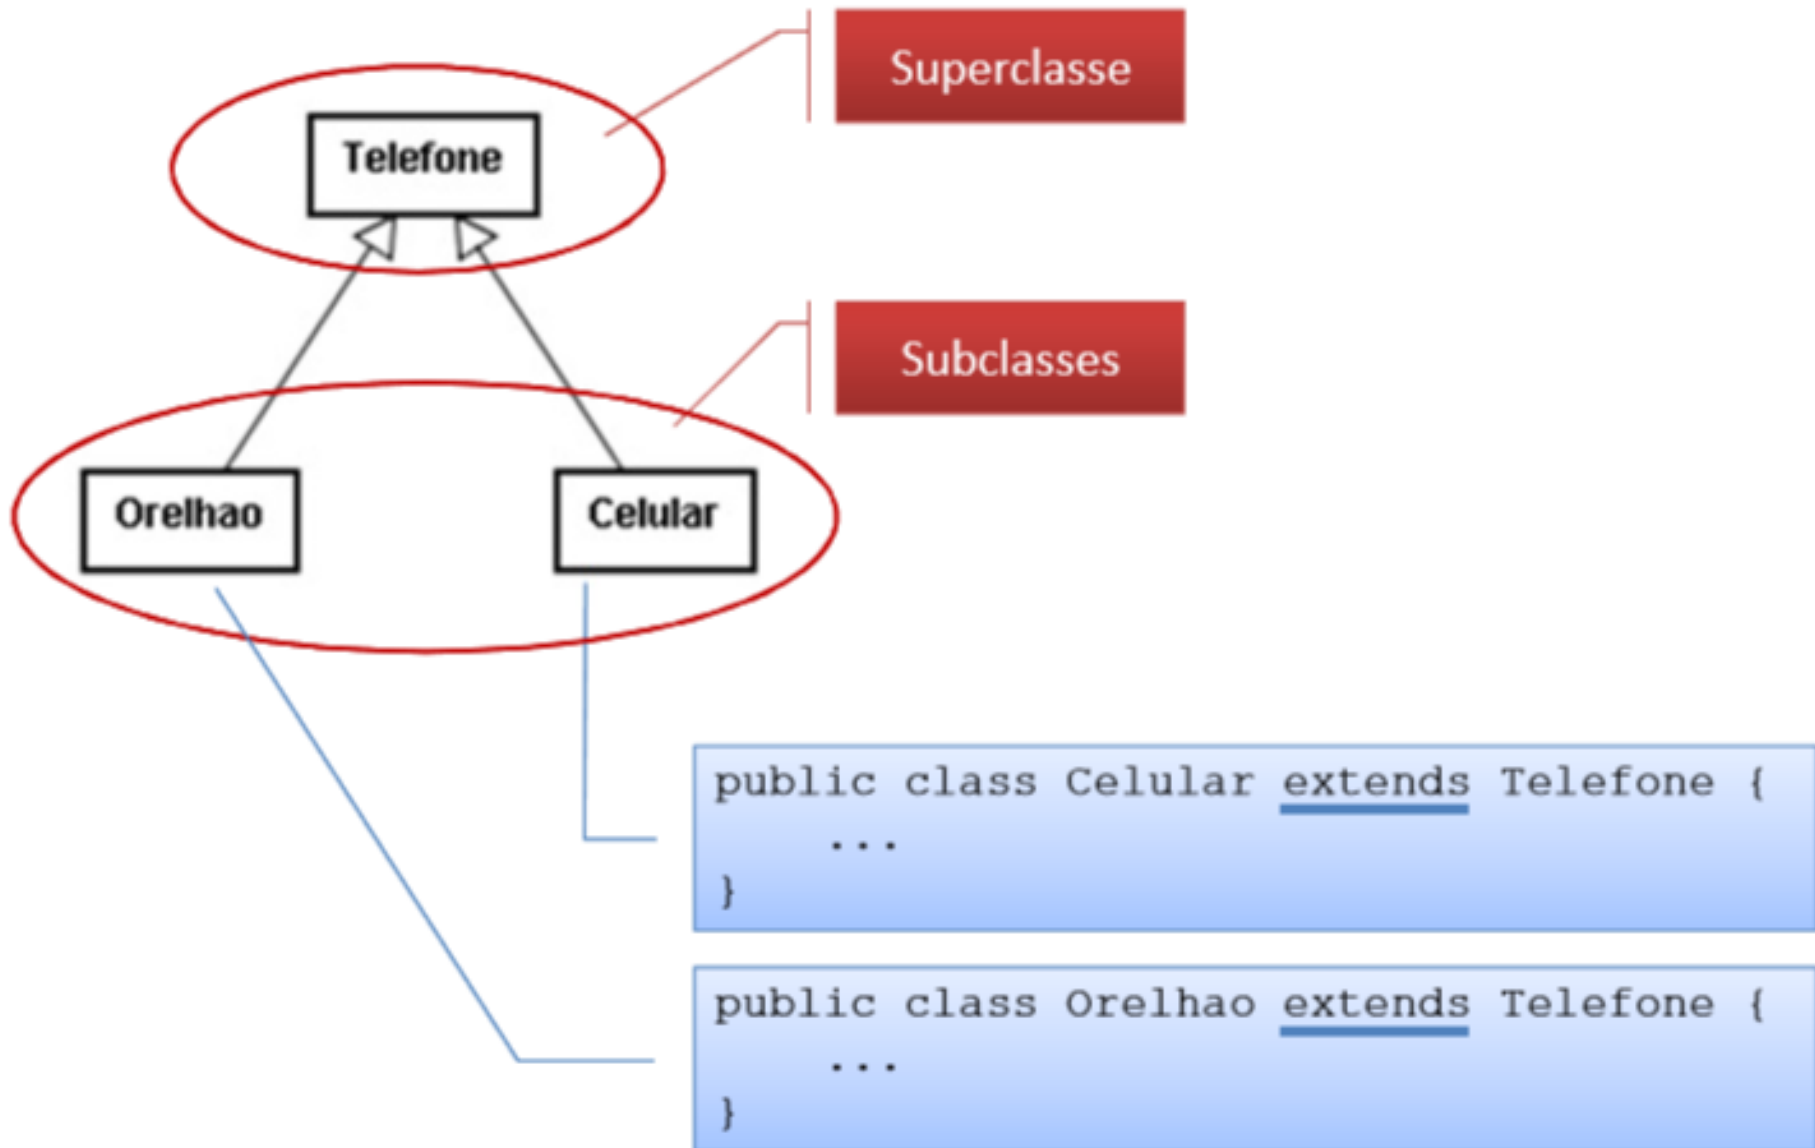 Superclasse
Telefone
Subclasses
Orelhao
Celular
public class Celular extends Telefone {
...
}
public class Orelhao extends Telefone {
...
}